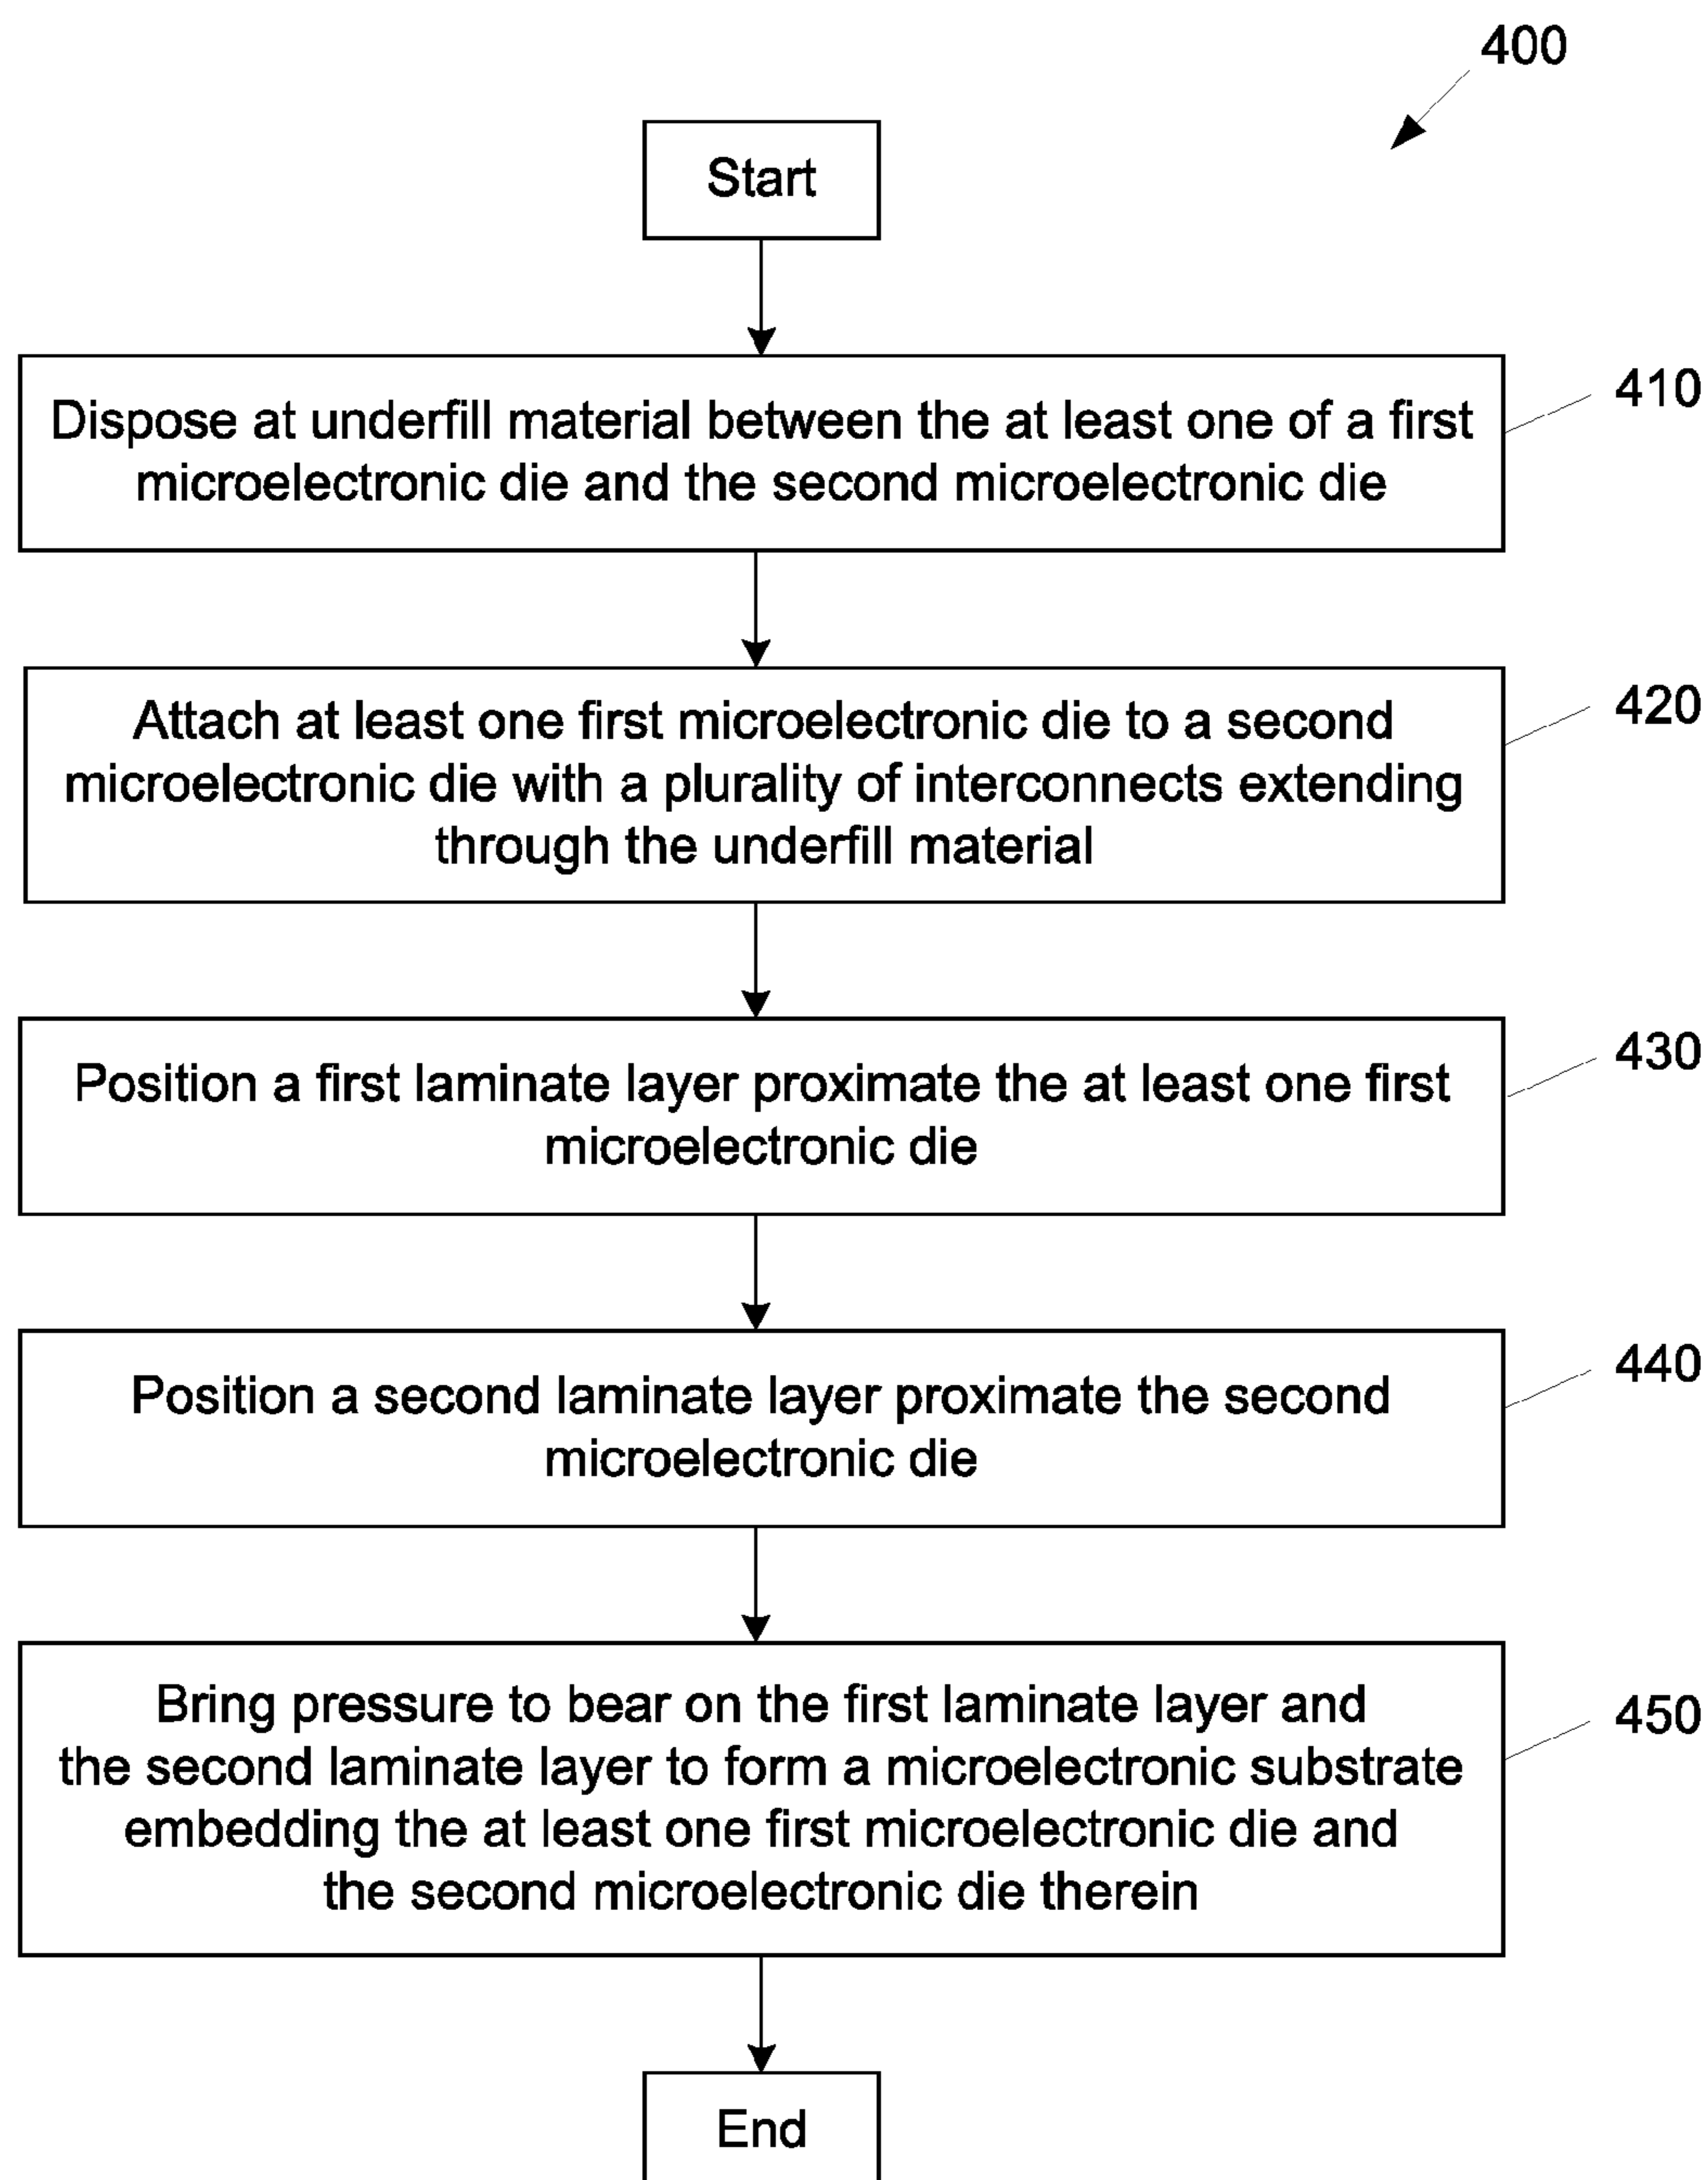 400
Start
Dispose at underfill material between the at least one of a first
microelectronic die and the second microelectronic die
410
Attach at least one first microelectronic die to a second
microelectronic die with a plurality of interconnects extending
through the underfill material
420
Position a first laminate layer proximate the at least one first
microelectronic die
430
Position a second laminate layer proximate the second
microelectronic die
440
Bring pressure to bear on the first laminate layer and
the second laminate layer to form a microelectronic substrate
embedding the at least one first microelectronic die and
the second microelectronic die therein
450
End